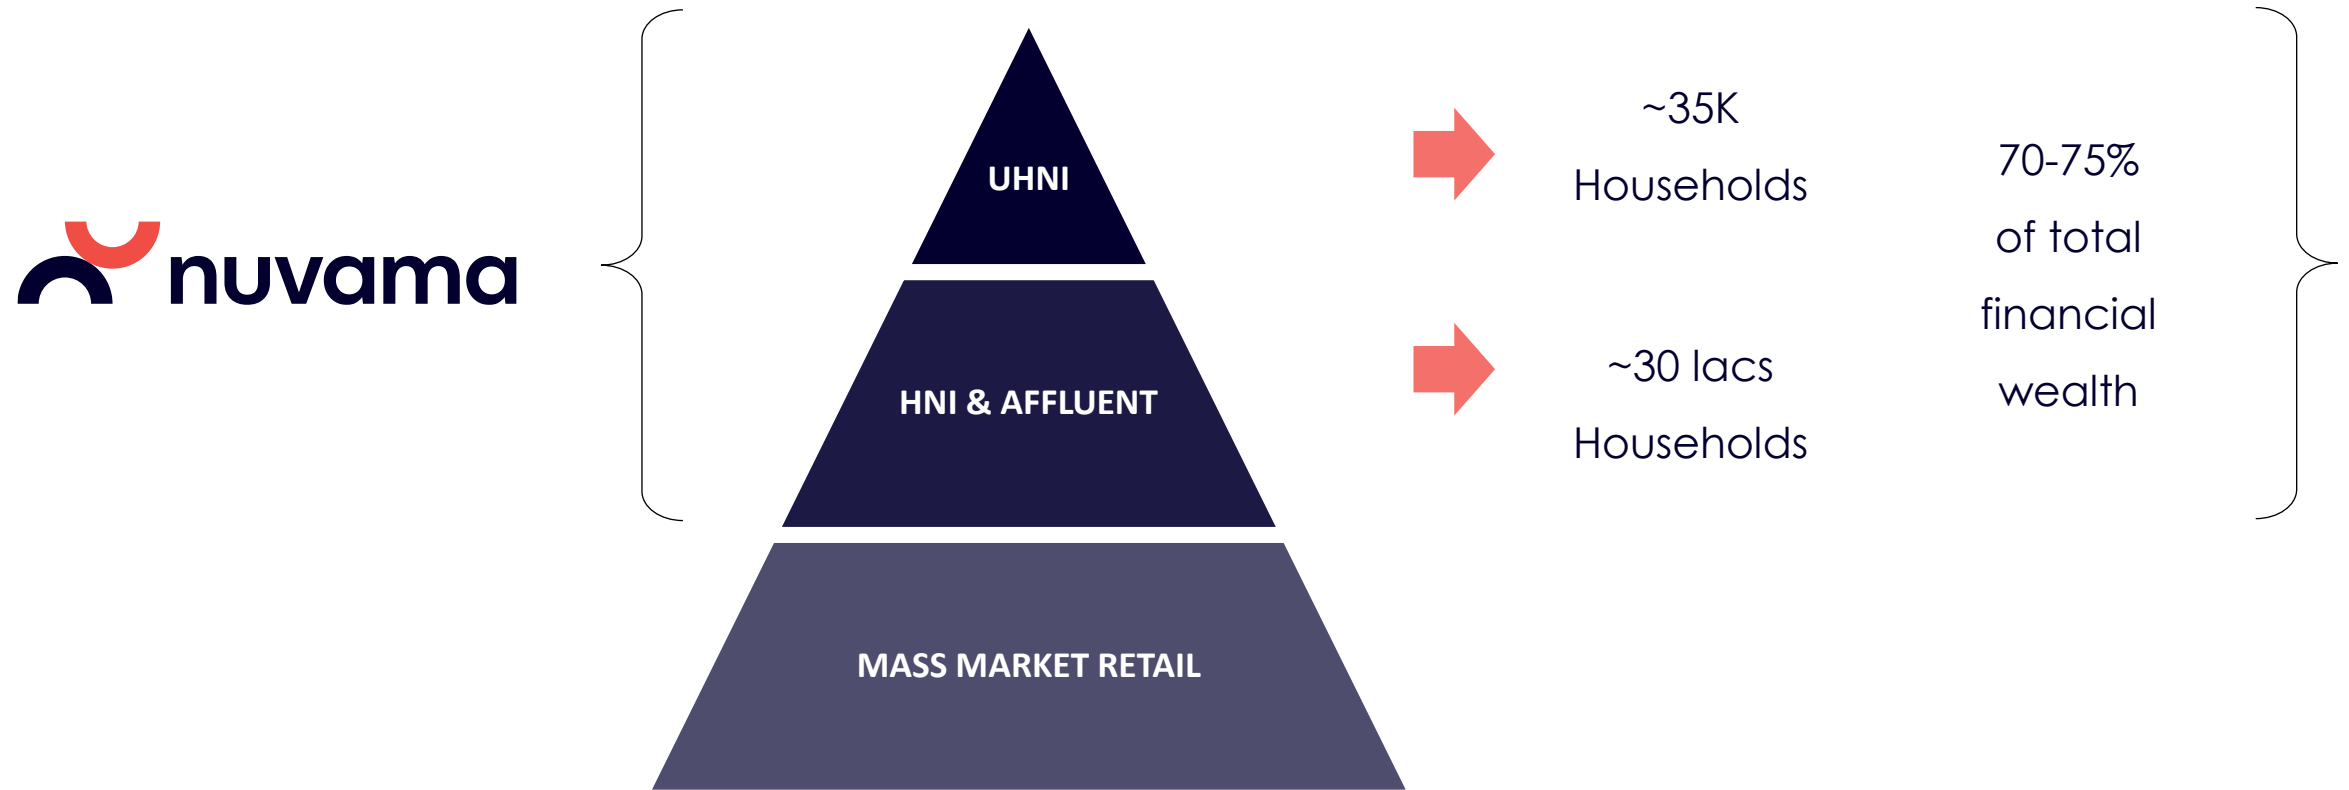 nuvama
UHNI
HNI & AFFLUENT
MASS MARKET RETAIL
~35K
Households
~30 lacs
Households
70-75%
of total
financial
wealth